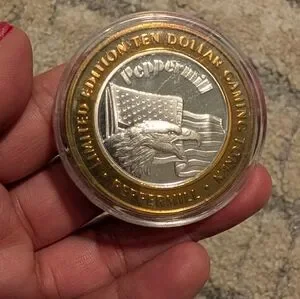 LIMITED EDITION TEN DOLLAR GAMING TOKEN
Peppermill
PEPPERMILL